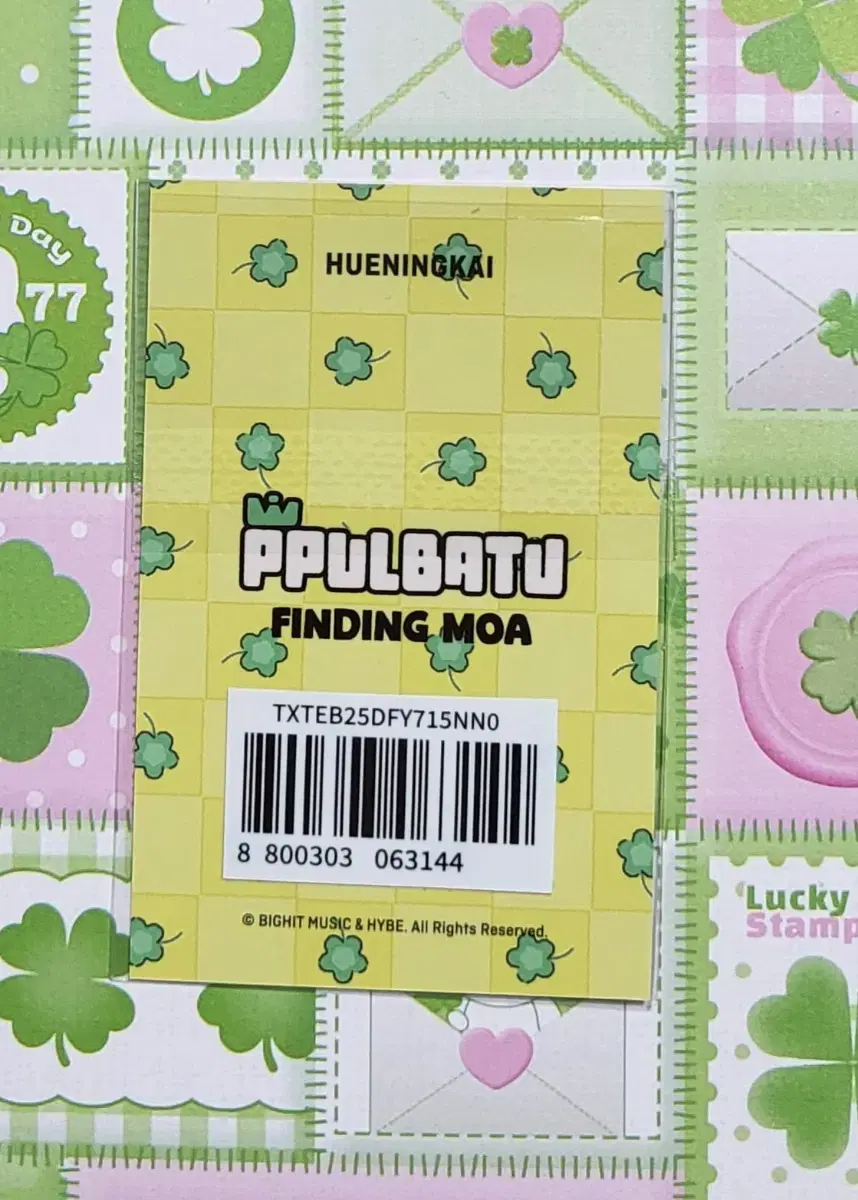 Day
77
HUENINGKAI
PPULBATU
FINDING MOA
TXTEB25DFY715NN0
8 800303 063144
© BIGHIT MUSIC & HYBE. All Rights Reserved.
Lucky
Stamp